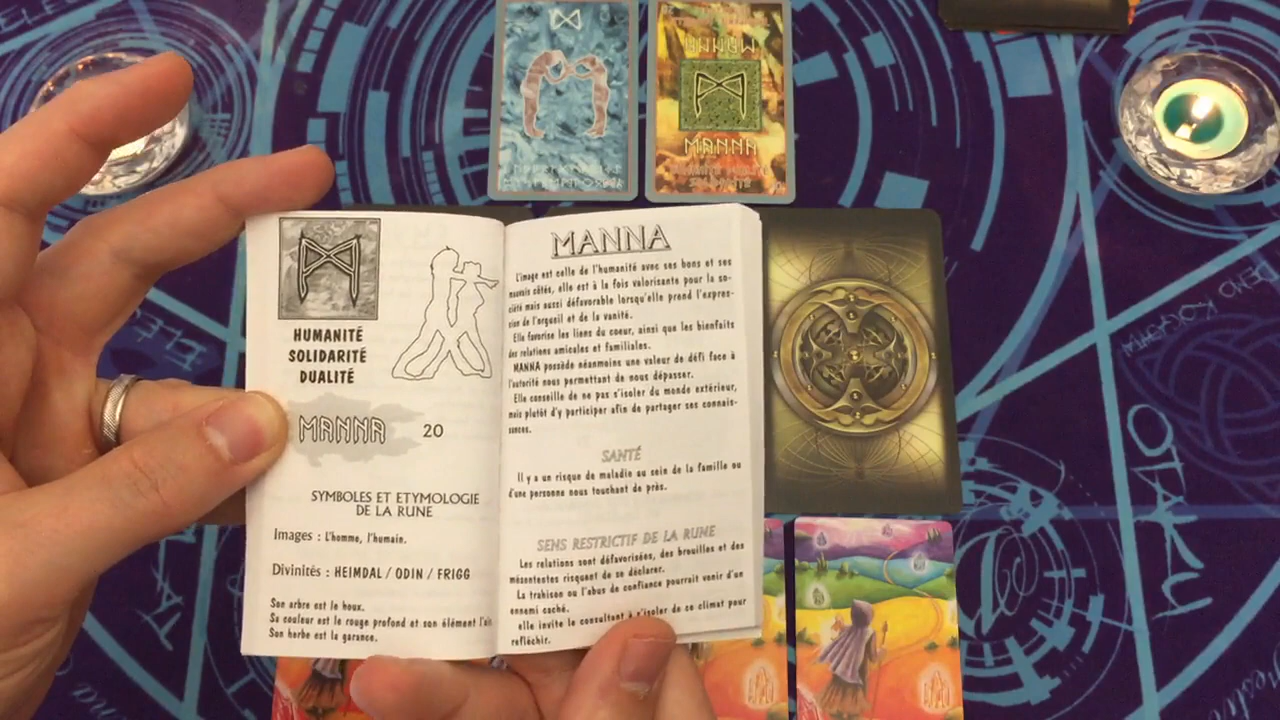 MANNA
HUMANITÉ
SOLIDARITÉ
DUALITÉ
MANNA 20
SYMBOLES ET ETYMOLOGIE
DE LA RUNE
Images : L'homme, l'humain.
Divinités : HEIMDAL / ODIN / FRIGG
Son arbre est le houx.
Sa couleur est le rouge profond et son élément l'air
Son herbe est la garance.
MANNA
L'image est celle de l'humanité avec ses bons et ses
mauvais côtés, elle est à la fois valorisante pour la so-
ciété mais aussi défavorable lorsqu'elle prend l'expres-
sion de l'orgueil et de la vanité.
Elle favorise les liens du coeur, ainsi que les bienfaits
des relations amicales et familiales.
MANNA possède néanmoins une valeur de défi face à
l'autorité nous permettant de nous dépasser.
Elle conseille de ne pas s'isoler du monde extérieur,
mais plutôt d'y participer afin de partager ses connais-
sances.
SANTÉ
Il y a un risque de maladie au sein de la famille ou
d'une personne nous touchant de près.
SENS RESTRICTIF DE LA RUNE
Les relations sont défavorisées, des brouilles et des
mésententes risquent de se déclarer.
La trahison ou l'abus de confiance pourrait venir d'un
ennemi caché.
elle invite le consultant à s'isoler de ce climat pour
refléchir.
OTAKU